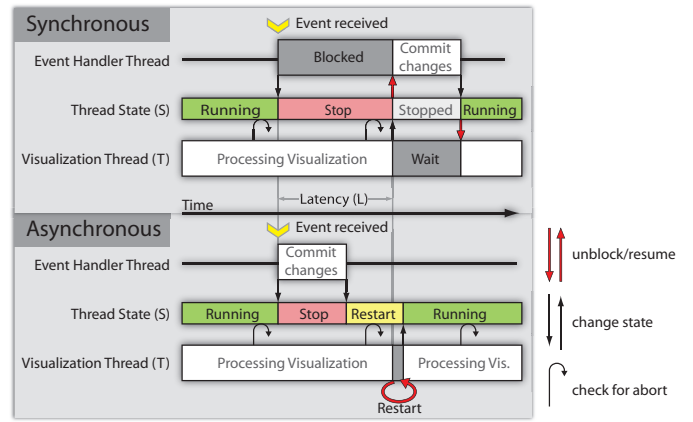 Synchronous
Event received
Event Handler Thread
Blocked
Commit
changes
Thread State (S)
Running
Stop
Stopped
Running
Visualization Thread (T)
Processing Visualization
Wait
Latency (L)
Time
Asynchronous
Event received
Event Handler Thread
Commit
changes
Thread State (S)
Running
Stop
Restart
Running
Visualization Thread (T)
Processing Visualization
Processing Vis.
Restart
unblock/resume
change state
check for abort